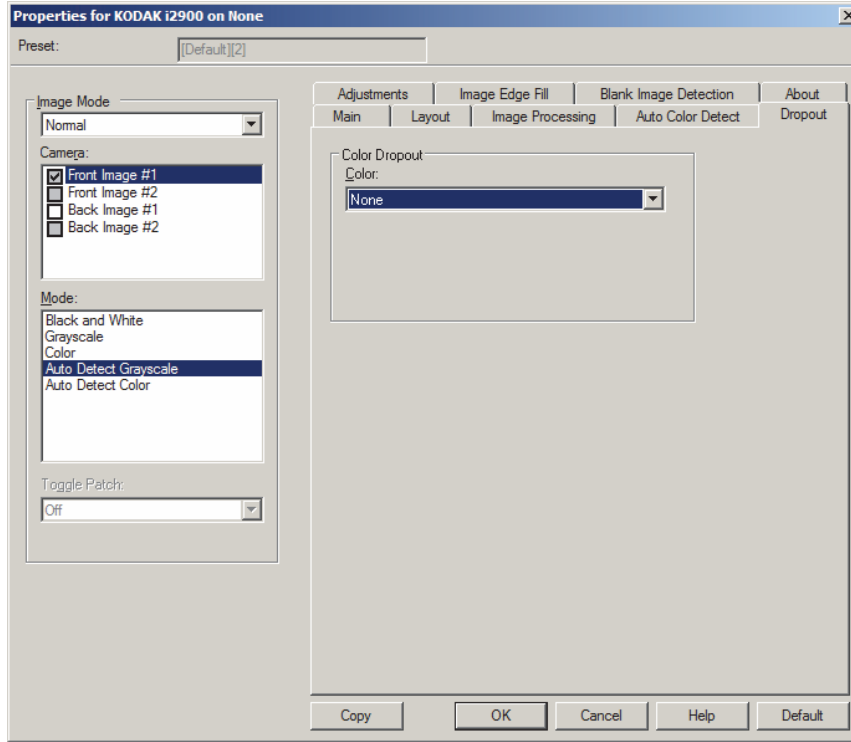 Properties for KODAK i2900 on None
Preset:
[Default][2]
Image Mode
Normal
Camera:
Front Image #1
Front Image #2
Back Image #1
Back Image #2
Mode:
Black and White
Grayscale
Color
Auto Detect Grayscale
Auto Detect Color
Toggle Patch:
Off
Adjustments Image Edge Fill Blank Image Detection About
Main Layout Image Processing Auto Color Detect Dropout
Color Dropout
Color:
None
Copy OK Cancel Help Default